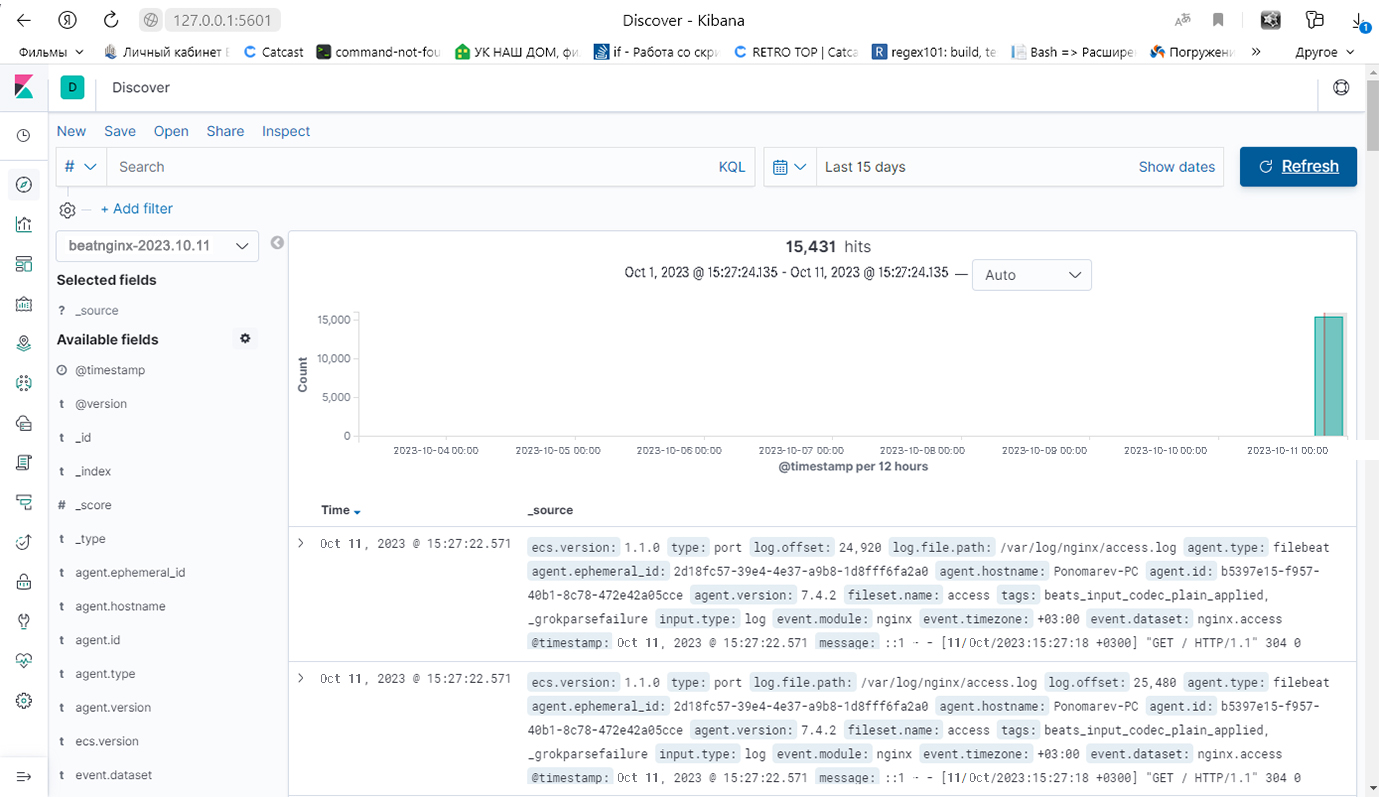 127.0.0.1:5601 Discover - Kibana 1
Фильмы Личный кабинет Catcast command-not-fou УК НАШ ДОМ, фи. if - Работа со скри RETRO TOP | Catca regex101: build, te Bash => Расширен Погружени » Другое
D Discover
New Save Open Share Inspect
# Search KQL Last 15 days Show dates Refresh
+ Add filter
beatnginx-2023.10.11
15,431 hits
Selected fields
Oct 1, 2023 @ 15:27:24.135 - Oct 11, 2023 @ 15:27:24.135 — Auto
? _source
Available fields
@timestamp
t @version
t _id
t _index
# _score
t _type
t agent.ephemeral_id
t agent.hostname
t agent.id
t agent.type
t agent.version
t ecs.version
t event.dataset
Count
15,000
10,000
5,000
0
2023-10-04 00:00 2023-10-05 00:00 2023-10-06 00:00 2023-10-07 00:00 2023-10-08 00:00 2023-10-09 00:00 2023-10-10 00:00 2023-10-11 00:00
@timestamp per 12 hours
Time _source
Oct 11, 2023 @ 15:27:22.571 ecs.version: 1.1.0 type: port log.offset: 24,920 log.file.path: /var/log/nginx/access.log agent.type: filebeat
agent.ephemeral_id: 2d18fc57-39e4-4e37-a9b8-1d8fff6fa2a0 agent.hostname: Ponomarev-PC agent.id: b5397e15-f957-
40b1-8c78-472e42a05cce agent.version: 7.4.2 fileset.name: access tags: beats_input_codec_plain_applied,
_grokparsefailure input.type: log event.module: nginx event.timezone: +03:00 event.dataset: nginx.access
@timestamp: Oct 11, 2023 @ 15:27:22.571 message: ::1 - - [11/Oct/2023:15:27:18 +0300] "GET / HTTP/1.1" 304 0
Oct 11, 2023 @ 15:27:22.571 ecs.version: 1.1.0 type: port log.file.path: /var/log/nginx/access.log log.offset: 25,480 agent.type: filebeat
agent.ephemeral_id: 2d18fc57-39e4-4e37-a9b8-1d8fff6fa2a0 agent.hostname: Ponomarev-PC agent.id: b5397e15-f957-
40b1-8c78-472e42a05cce agent.version: 7.4.2 fileset.name: access tags: beats_input_codec_plain_applied,
_grokparsefailure input.type: log event.module: nginx event.timezone: +03:00 event.dataset: nginx.access
@timestamp: Oct 11, 2023 @ 15:27:22.571 message: ::1 - - [11/Oct/2023:15:27:18 +0300] "GET / HTTP/1.1" 304 0